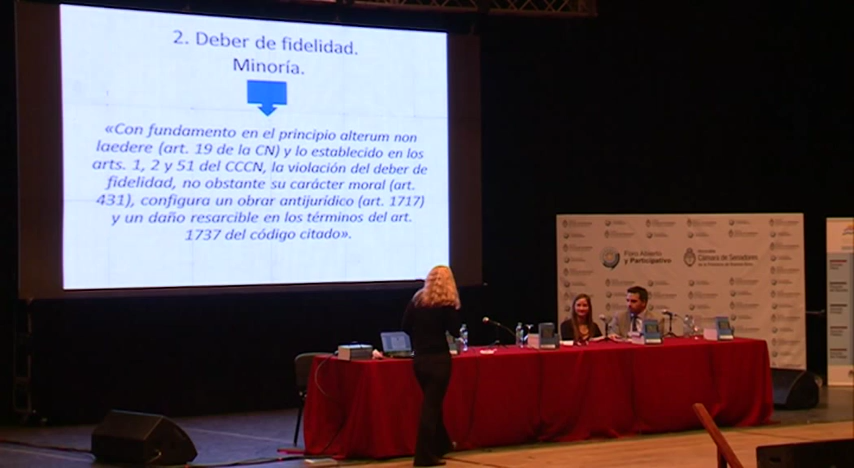 2. Deber de fidelidad.
Minoría.
«Con fundamento en el principio alterum non
laedere (art. 19 de la CN) y lo establecido en los
arts. 1, 2 y 51 del CCCN, la violación del deber de
fidelidad, no obstante su carácter moral (art.
431), configura un obrar antijurídico (art. 1717)
y un daño resarcible en los términos del art.
1737 del código citado».
Foro Abierto
y Participativo
Cámara de Senadores